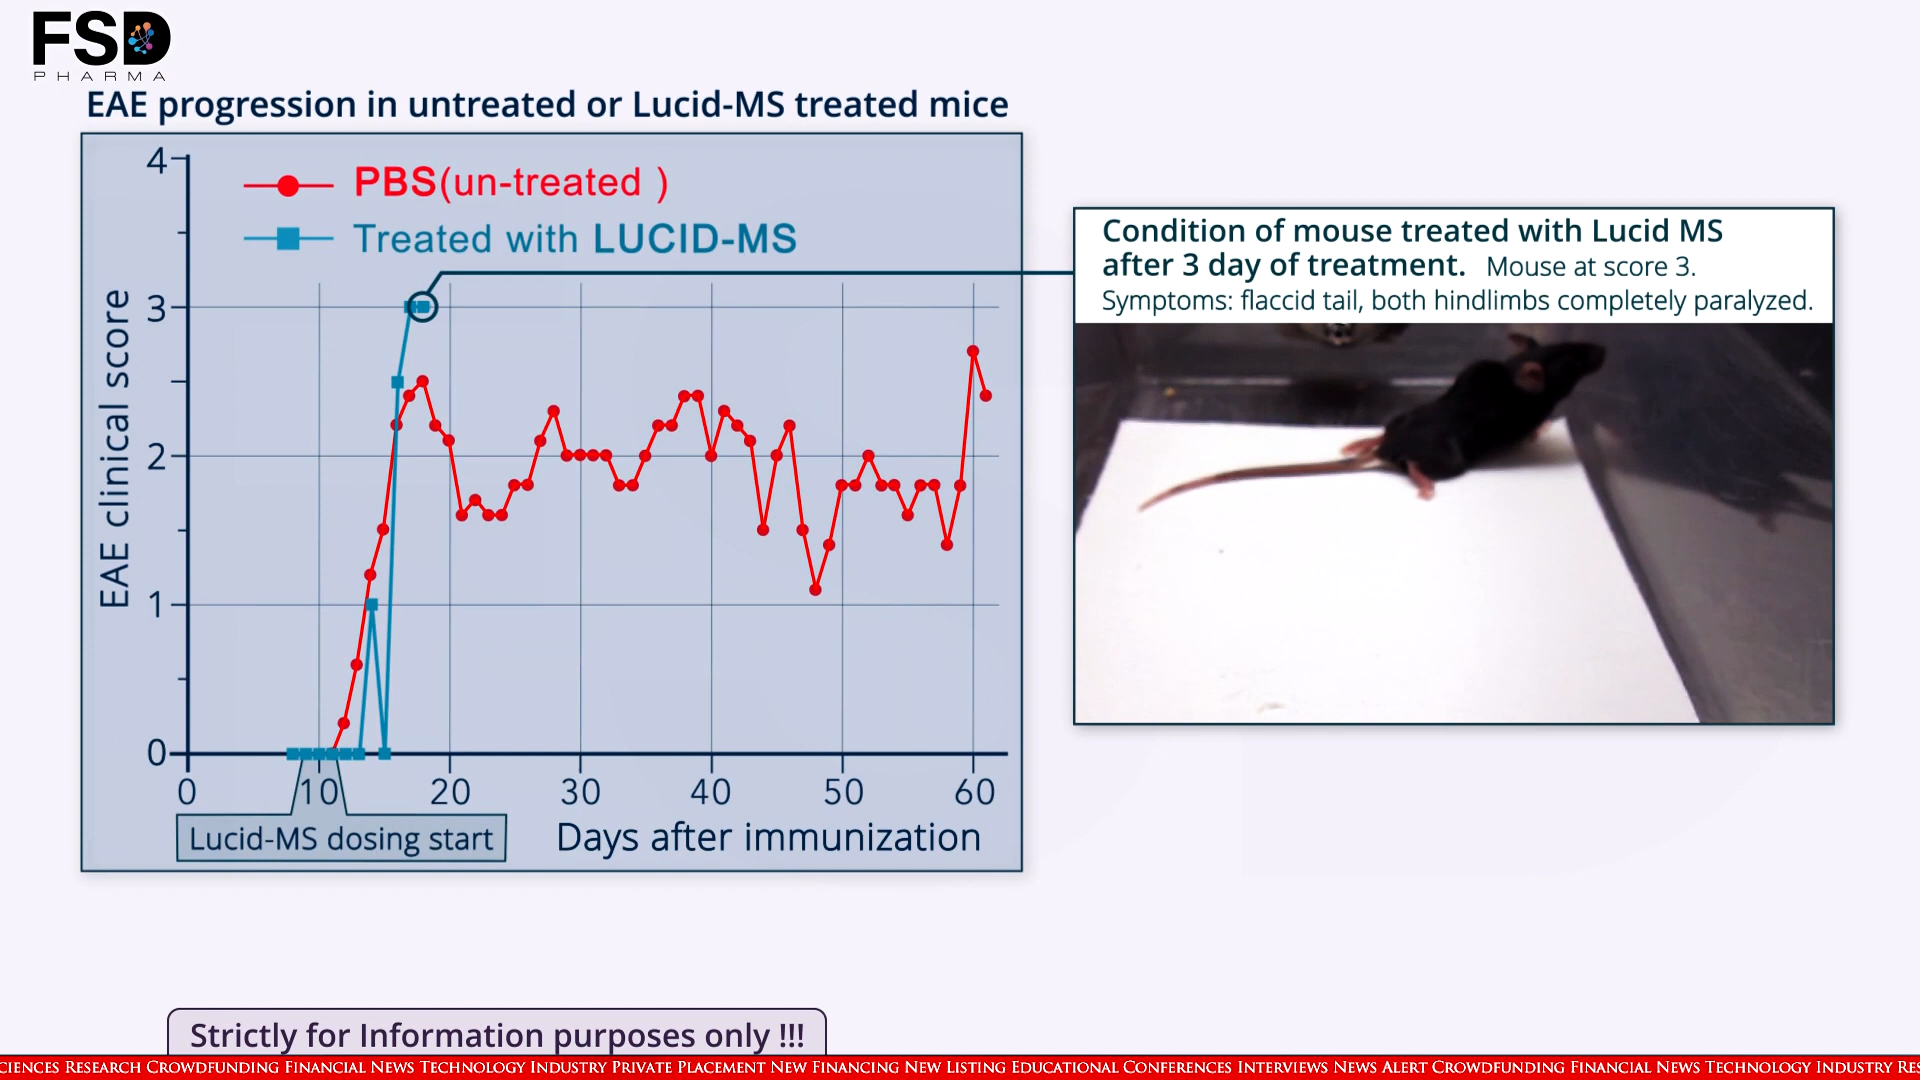 FSD
PHARMA
EAE progression in untreated or Lucid-MS treated mice
4
PBS(un-treated )
Treated with LUCID-MS
3
2
1
0
EAE clinical score
0 10 20 30 40 50 60
Lucid-MS dosing start
Days after immunization
Condition of mouse treated with Lucid MS
after 3 day of treatment. Mouse at score 3.
Symptoms: flaccid tail, both hindlimbs completely paralyzed.
Strictly for Information purposes only !!!
CIENCES RESEARCH CROWDFUNDING FINANCIAL NEWS TECHNOLOGY INDUSTRY PRIVATE PLACEMENT NEW FINANCING NEW LISTING EDUCATIONAL CONFERENCES INTERVIEWS NEWS ALERT CROWDFUNDING FINANCIAL NEWS TECHNOLOGY INDUSTRY RES